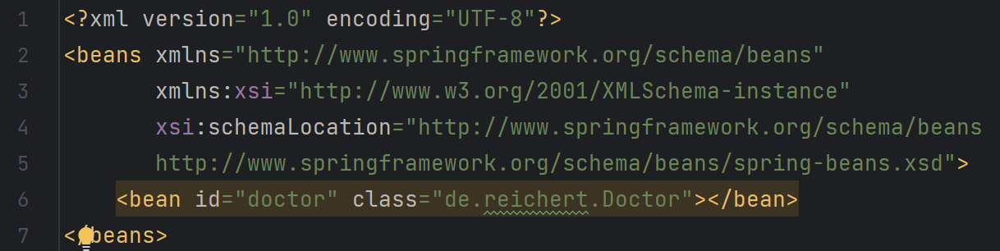 1 <?xml version="1.0" encoding="UTF-8"?>
2 <beans xmlns="http://www.springframework.org/schema/beans"
3 xmlns:xsi="http://www.w3.org/2001/XMLSchema-instance"
4 xsi:schemaLocation="http://www.springframework.org/schema/beans
5 http://www.springframework.org/schema/beans/spring-beans.xsd">
6 <bean id="doctor" class="de.reichert.Doctor"></bean>
7 </beans>